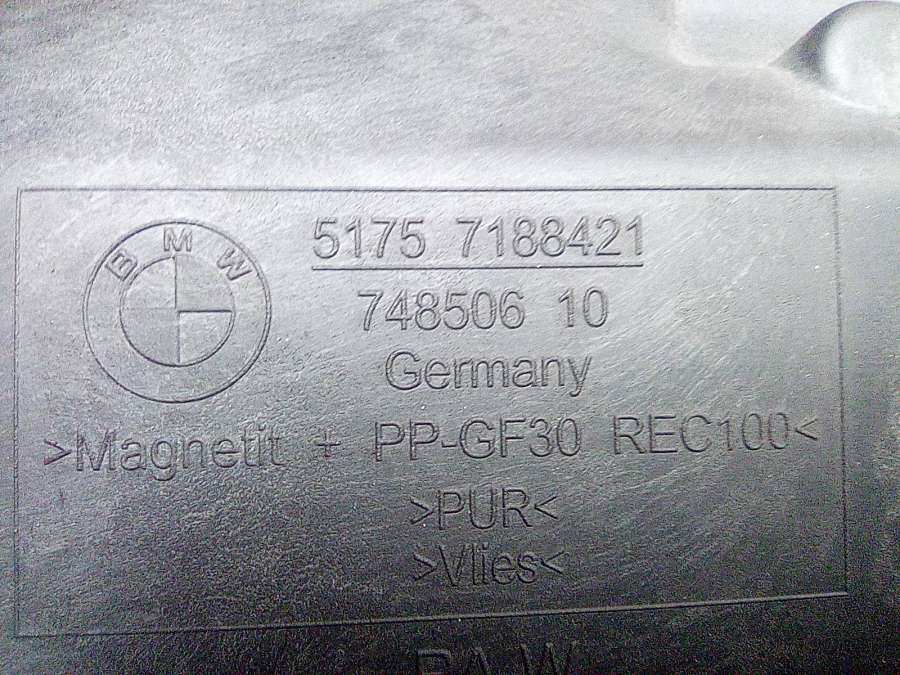 BMW
5175 7188421
748506 10
Germany
>Magnetit + PP-GF30 REC100<
>PUR<
>Vlies<